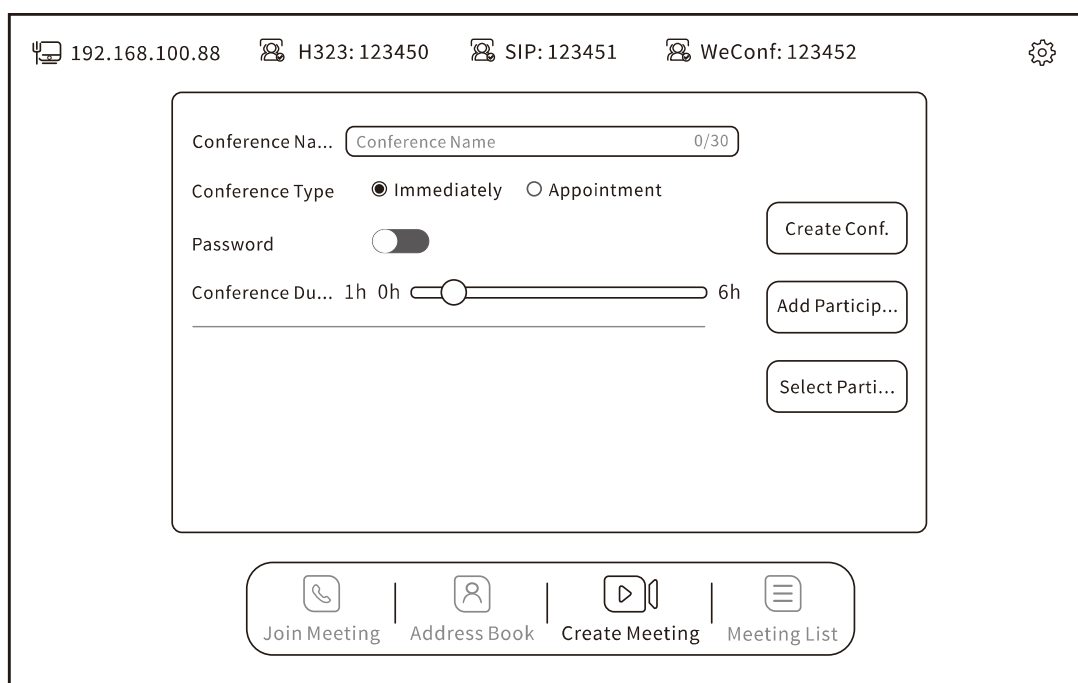 192.168.100.88 H323: 123450 SIP: 123451 WeConf: 123452
Conference Na... Conference Name 0/30
Conference Type Immediately Appointment
Create Conf.
Password
Conference Du... 1h 0h 6h
Add Particip...
Select Parti...
Join Meeting Address Book Create Meeting Meeting List